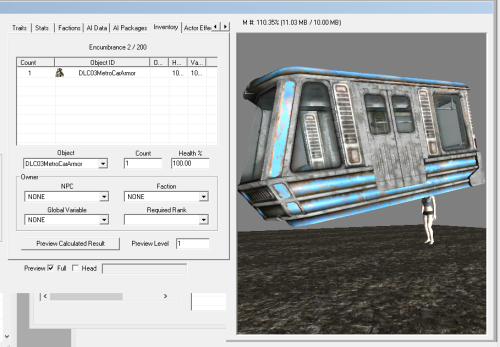 M #: 110.35% (11.03 MB / 10.00 MB)
Traits Stats Factions AI Data AI Packages Inventory Actor Effe
Encumbrance 2 / 200
Count Object ID O... H... Va...
1 DLC03MetroCarArmor 10... 10...
Object Count Health %
DLC03MetroCarArmor 1 100.00
Owner
NPC Faction
NONE NONE
Global Variable Required Rank
NONE
Preview Calculated Result Preview Level 1
Preview Full Head